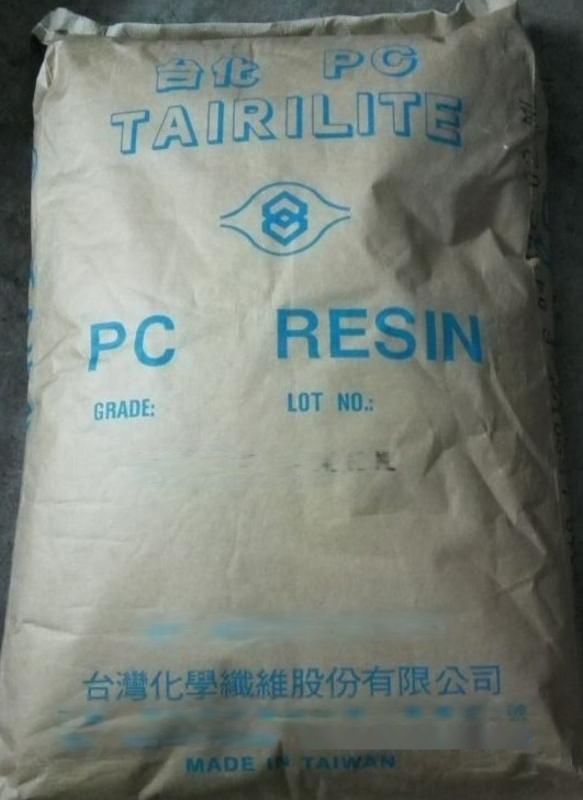 台化 PC
TAIRILITE
PC RESIN
GRADE: LOT NO.:
台灣化學纖維股份有限公司
號
MADE IN TAIWAN